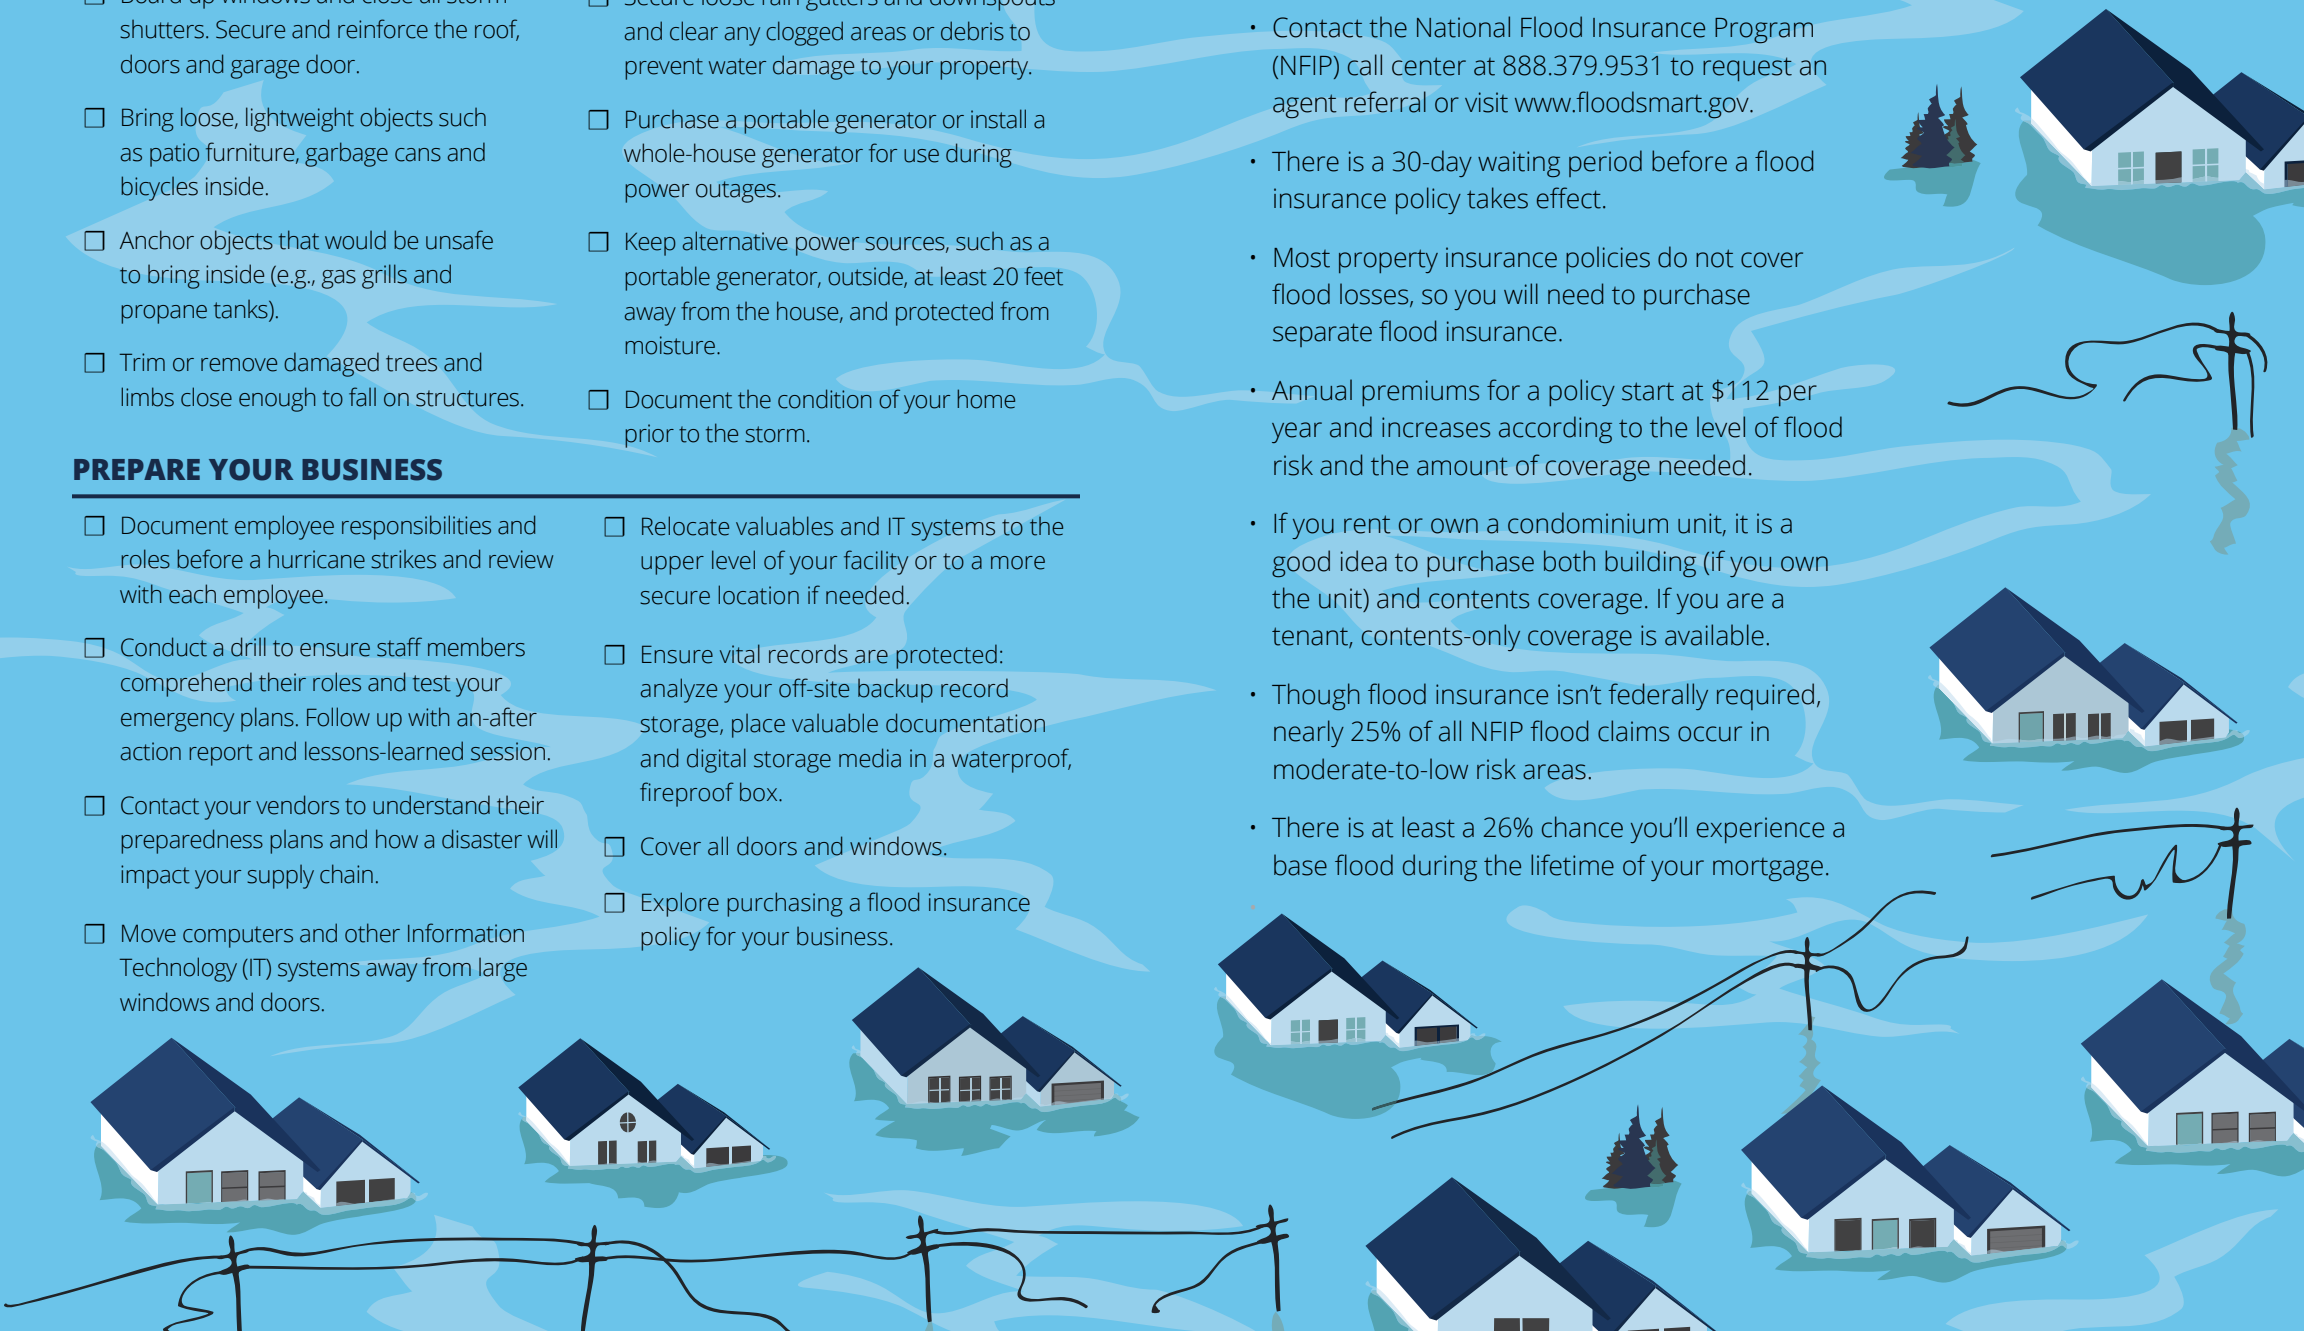 Board up windows and close all storm
shutters. Secure and reinforce the roof,
doors and garage door.
Bring loose, lightweight objects such
as patio furniture, garbage cans and
bicycles inside.
Anchor objects that would be unsafe
to bring inside (e.g., gas grills and
propane tanks).
Trim or remove damaged trees and
limbs close enough to fall on structures.
Secure loose rain gutters and downspouts
and clear any clogged areas or debris to
prevent water damage to your property.
Purchase a portable generator or install a
whole-house generator for use during
power outages.
Keep alternative power sources, such as a
portable generator, outside, at least 20 feet
away from the house, and protected from
moisture.
Document the condition of your home
prior to the storm.
PREPARE YOUR BUSINESS
Document employee responsibilities and
roles before a hurricane strikes and review
with each employee.
Conduct a drill to ensure staff members
comprehend their roles and test your
emergency plans. Follow up with an-after
action report and lessons-learned session.
Contact your vendors to understand their
preparedness plans and how a disaster will
impact your supply chain.
Move computers and other Information
Technology (IT) systems away from large
windows and doors.
Relocate valuables and IT systems to the
upper level of your facility or to a more
secure location if needed.
Ensure vital records are protected:
analyze your off-site backup record
storage, place valuable documentation
and digital storage media in a waterproof,
fireproof box.
Cover all doors and windows.
Explore purchasing a flood insurance
policy for your business.
• Contact the National Flood Insurance Program
(NFIP) call center at 888.379.9531 to request an
agent referral or visit www.floodsmart.gov.
• There is a 30-day waiting period before a flood
insurance policy takes effect.
• Most property insurance policies do not cover
flood losses, so you will need to purchase
separate flood insurance.
• Annual premiums for a policy start at $112 per
year and increases according to the level of flood
risk and the amount of coverage needed.
• If you rent or own a condominium unit, it is a
good idea to purchase both building (if you own
the unit) and contents coverage. If you are a
tenant, contents-only coverage is available.
• Though flood insurance isn’t federally required,
nearly 25% of all NFIP flood claims occur in
moderate-to-low risk areas.
• There is at least a 26% chance you’ll experience a
base flood during the lifetime of your mortgage.